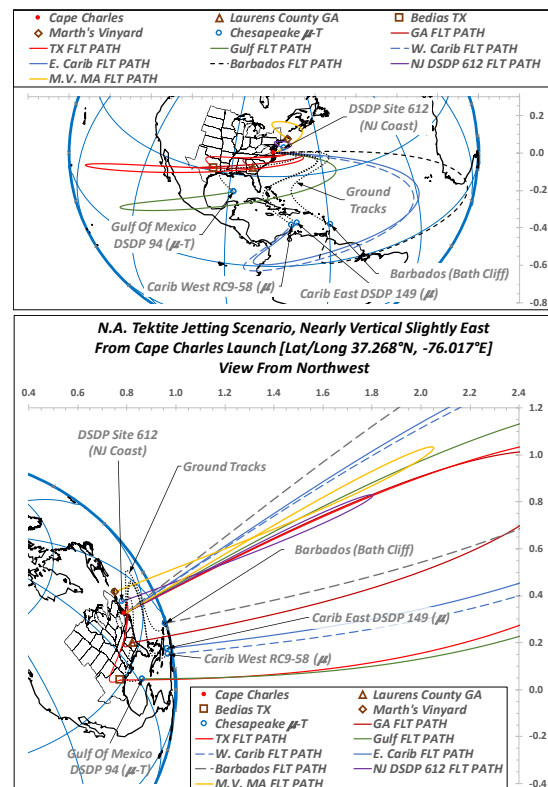 Cape Charles Laurens County GA Bedias TX
Marth's Vinyard Chesapeake μ-T GA FLT PATH
TX FLT PATH Gulf FLT PATH W. Carib FLT PATH
E. Carib FLT PATH Barbados FLT PATH NJ DSDP 612 FLT PATH
M.V. MA FLT PATH
DSDP Site 612
(NJ Coast)
0.2
0.0
Ground
Tracks
-0.2
Gulf Of Mexico
DSDP 94 (μ-T)
-0.4
Barbados (Bath Cliff)
Carib West RC9-58 (μ)
Carib East DSDP 149 (μ)
-0.6
-0.8
N.A. Tektite Jetting Scenario, Nearly Vertical Slightly East
From Cape Charles Launch [Lat/Long 37.268°N, -76.017°E]
View From Northwest
0.4 0.6 0.8 1.0 1.2 1.4 1.6 1.8 2.0 2.2 2.4
1.2
DSDP Site 612
(NJ Coast)
Ground Tracks
1.0
0.8
Barbados (Bath Cliff)
0.6
Carib East DSDP 149 (μ)
0.4
Carib West RC9-58 (μ)
0.2
0.0
Cape Charles Laurens County GA
Bedias TX Marth's Vinyard
Chesapeake μ-T GA FLT PATH
TX FLT PATH Gulf FLT PATH
W. Carib FLT PATH E. Carib FLT PATH
Barbados FLT PATH NJ DSDP 612 FLT PATH
M.V. MA FLT PATH
Gulf Of Mexico
DSDP 94 (μ-T)
-0.2
-0.4